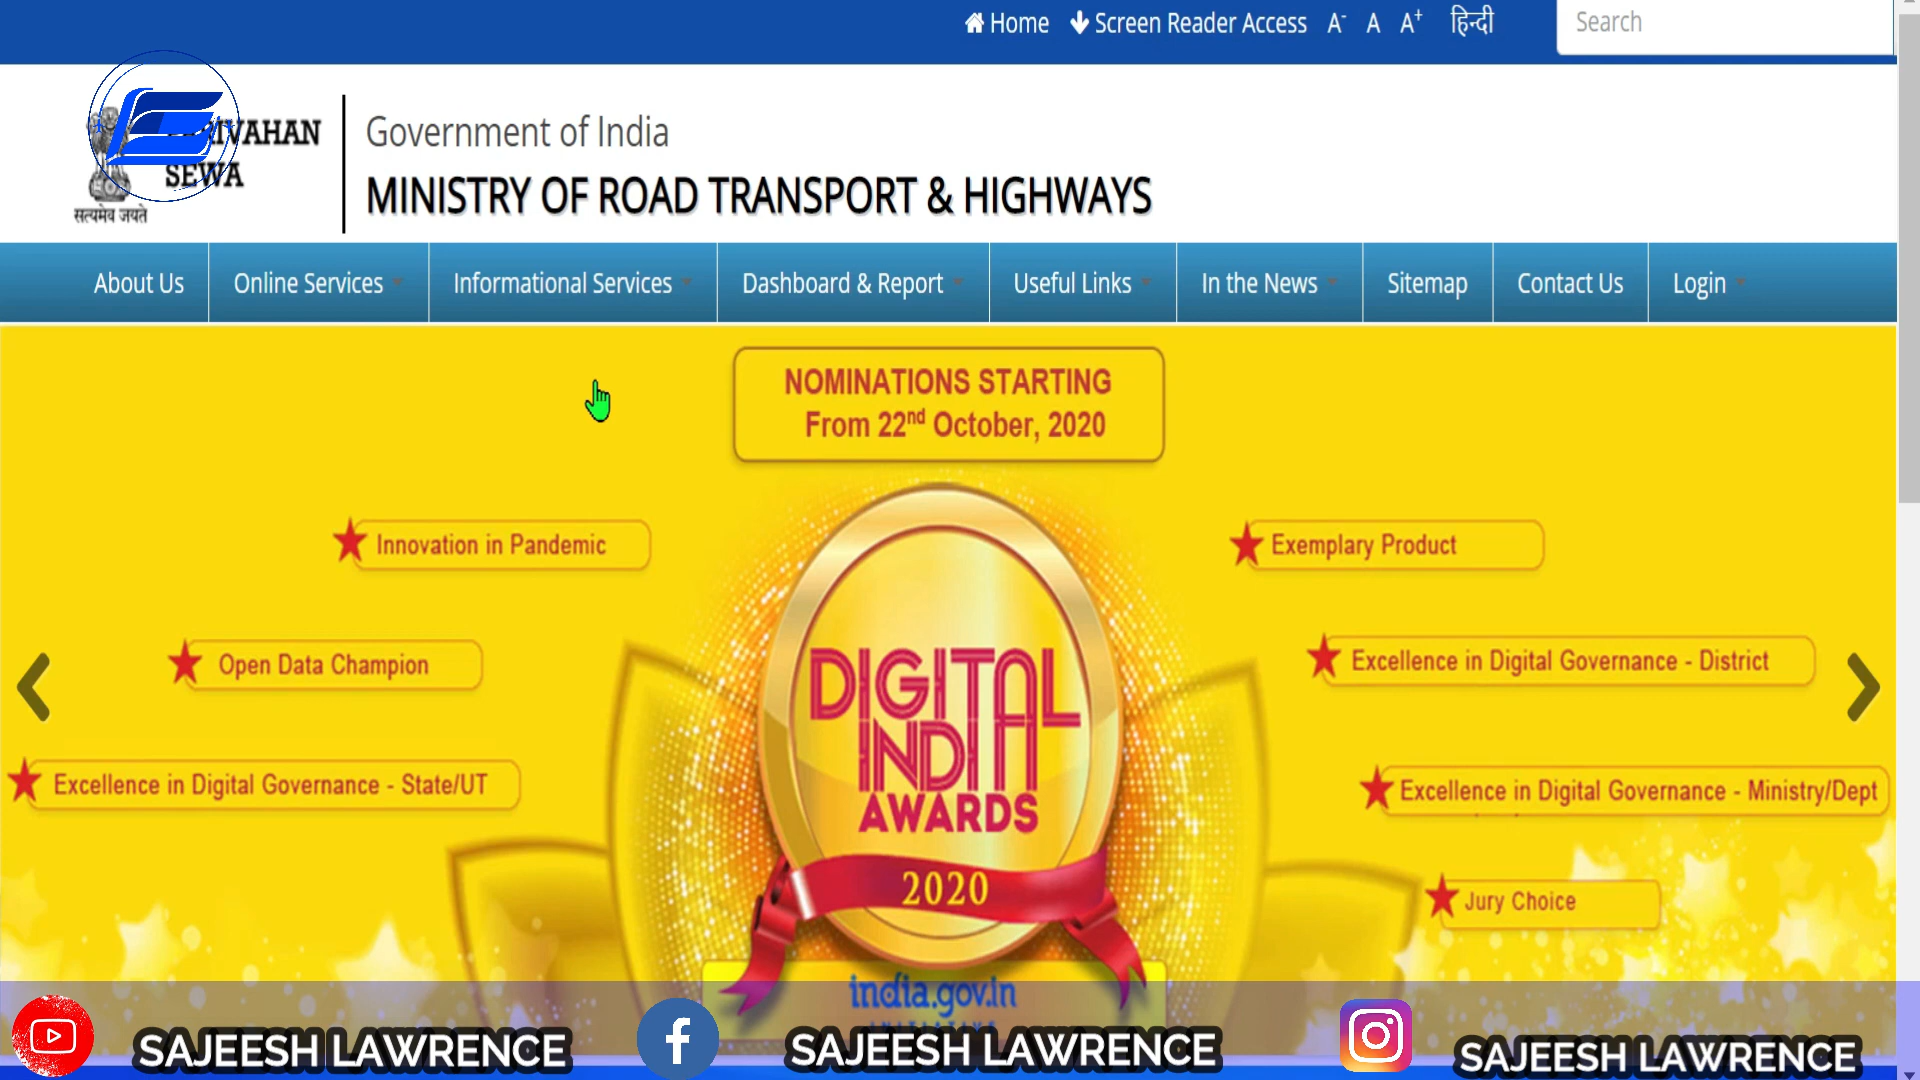 Home Screen Reader Access A- A A+ हिन्दी Search
SEWA
सत्यमेव जयते
Government of India
MINISTRY OF ROAD TRANSPORT & HIGHWAYS
About Us Online Services Informational Services Dashboard & Report Useful Links In the News Sitemap Contact Us Login
NOMINATIONS STARTING
From 22nd October, 2020
Innovation in Pandemic
Exemplary Product
Open Data Champion
Excellence in Digital Governance - District
Excellence in Digital Governance - State/UT
Excellence in Digital Governance - Ministry/Dept
Jury Choice
DIGITAL
INDIA
AWARDS
2020
india.gov.in
SAJEESH LAWRENCE
SAJEESH LAWRENCE
SAJEESH LAWRENCE